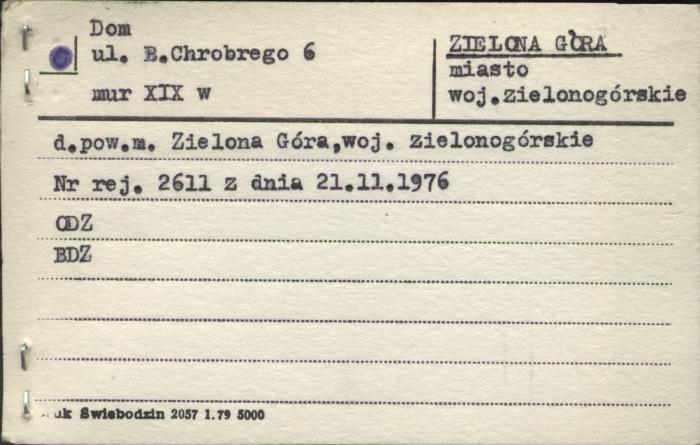 Dom
ul. B.Chrobrego 6
mur XIX w
ZIELONA GÓRA
miasto
woj.zielonogórskie
d.pow.m. Zielona Góra,woj. zielonogórskie
Nr rej. 2611 z dnia 21.11.1976
ODZ
BDZ
uk Świebodzin 2057 1.79 5000